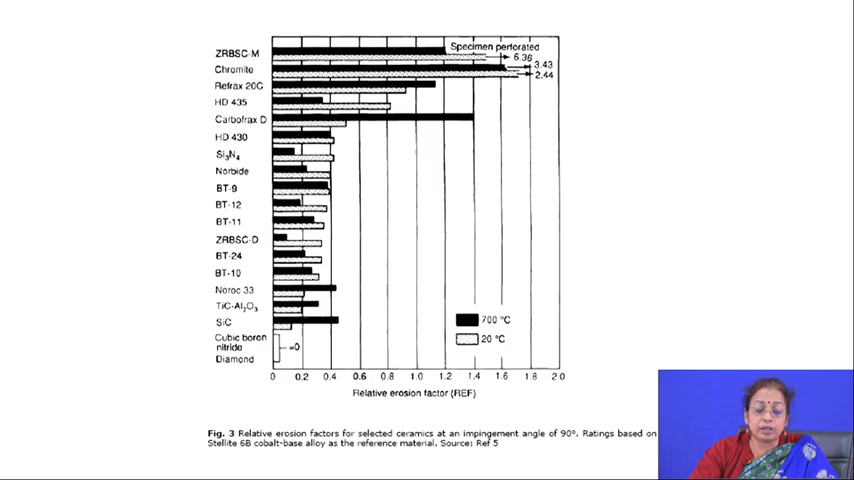 Specimen perforated
ZRBSC-M
6.36
Chromite
3.43
2.44
Refrax 20C
HD 435
Carbofrax D
HD 430
Si3N4
Norbide
BT-9
BT-12
BT-11
ZRBSC-D
BT-24
BT-10
Noroc 33
TiC-Al2O3
SiC
700 °C
20 °C
Cubic boron
nitride
≈0
Diamond
0 0.2 0.4 0.6 0.8 1.0 1.2 1.4 1.6 1.8 2.0
Relative erosion factor (REF)
Fig. 3 Relative erosion factors for selected ceramics at an impingement angle of 90°. Ratings based on
Stellite 6B cobalt-base alloy as the reference material. Source: Ref 5